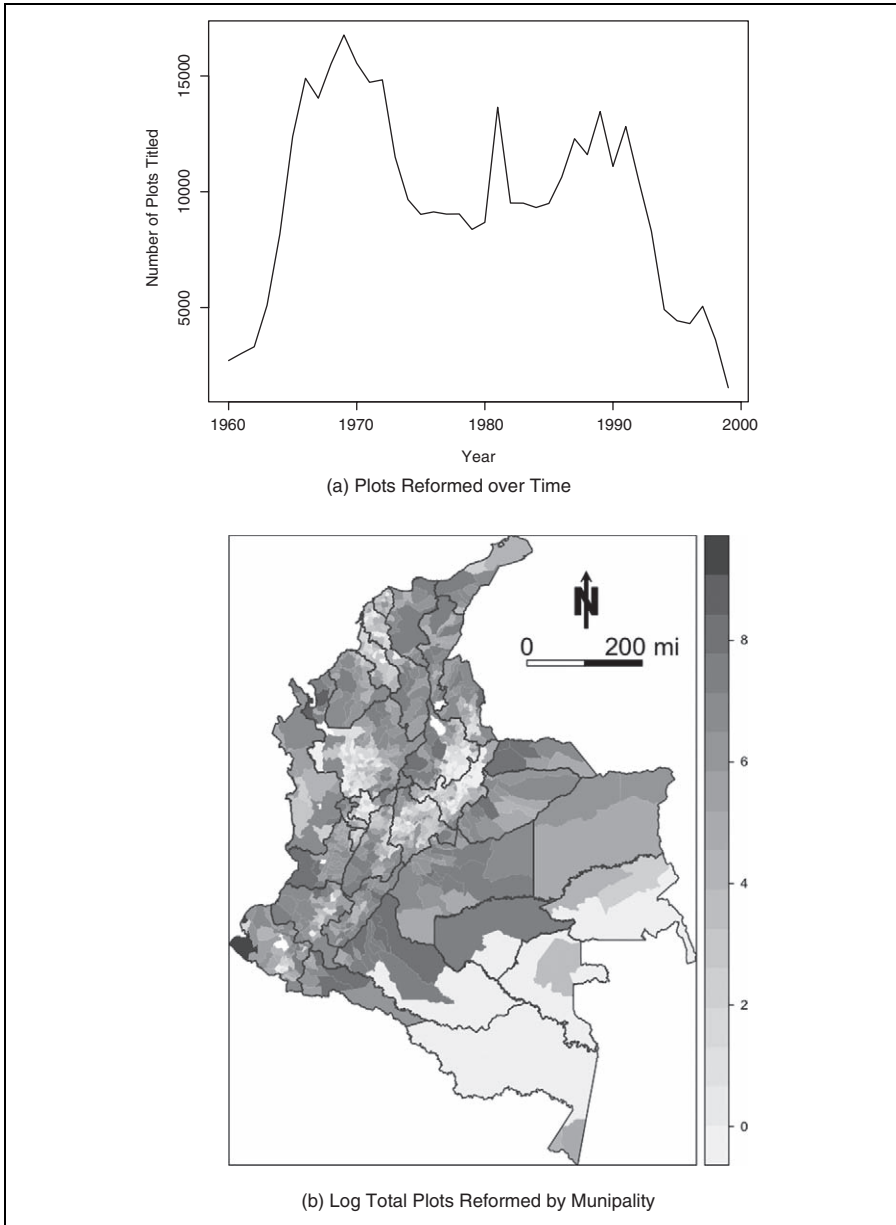 15000
10000
5000
Number of Plots Titled
1960 1970 1980 1990 2000
Year
(a) Plots Reformed over Time
N
0 200 mi
8
6
4
2
0
(b) Log Total Plots Reformed by Munipality